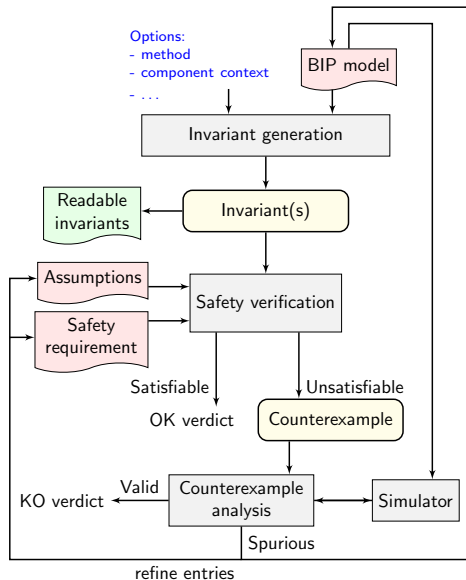 Options:
- method
- component context
- ...
BIP model
Invariant generation
Readable
invariants
Invariant(s)
Assumptions
Safety
requirement
Safety verification
Satisfiable
Unsatisfiable
OK verdict
Counterexample
KO verdict
Valid
Counterexample
analysis
Simulator
Spurious
refine entries